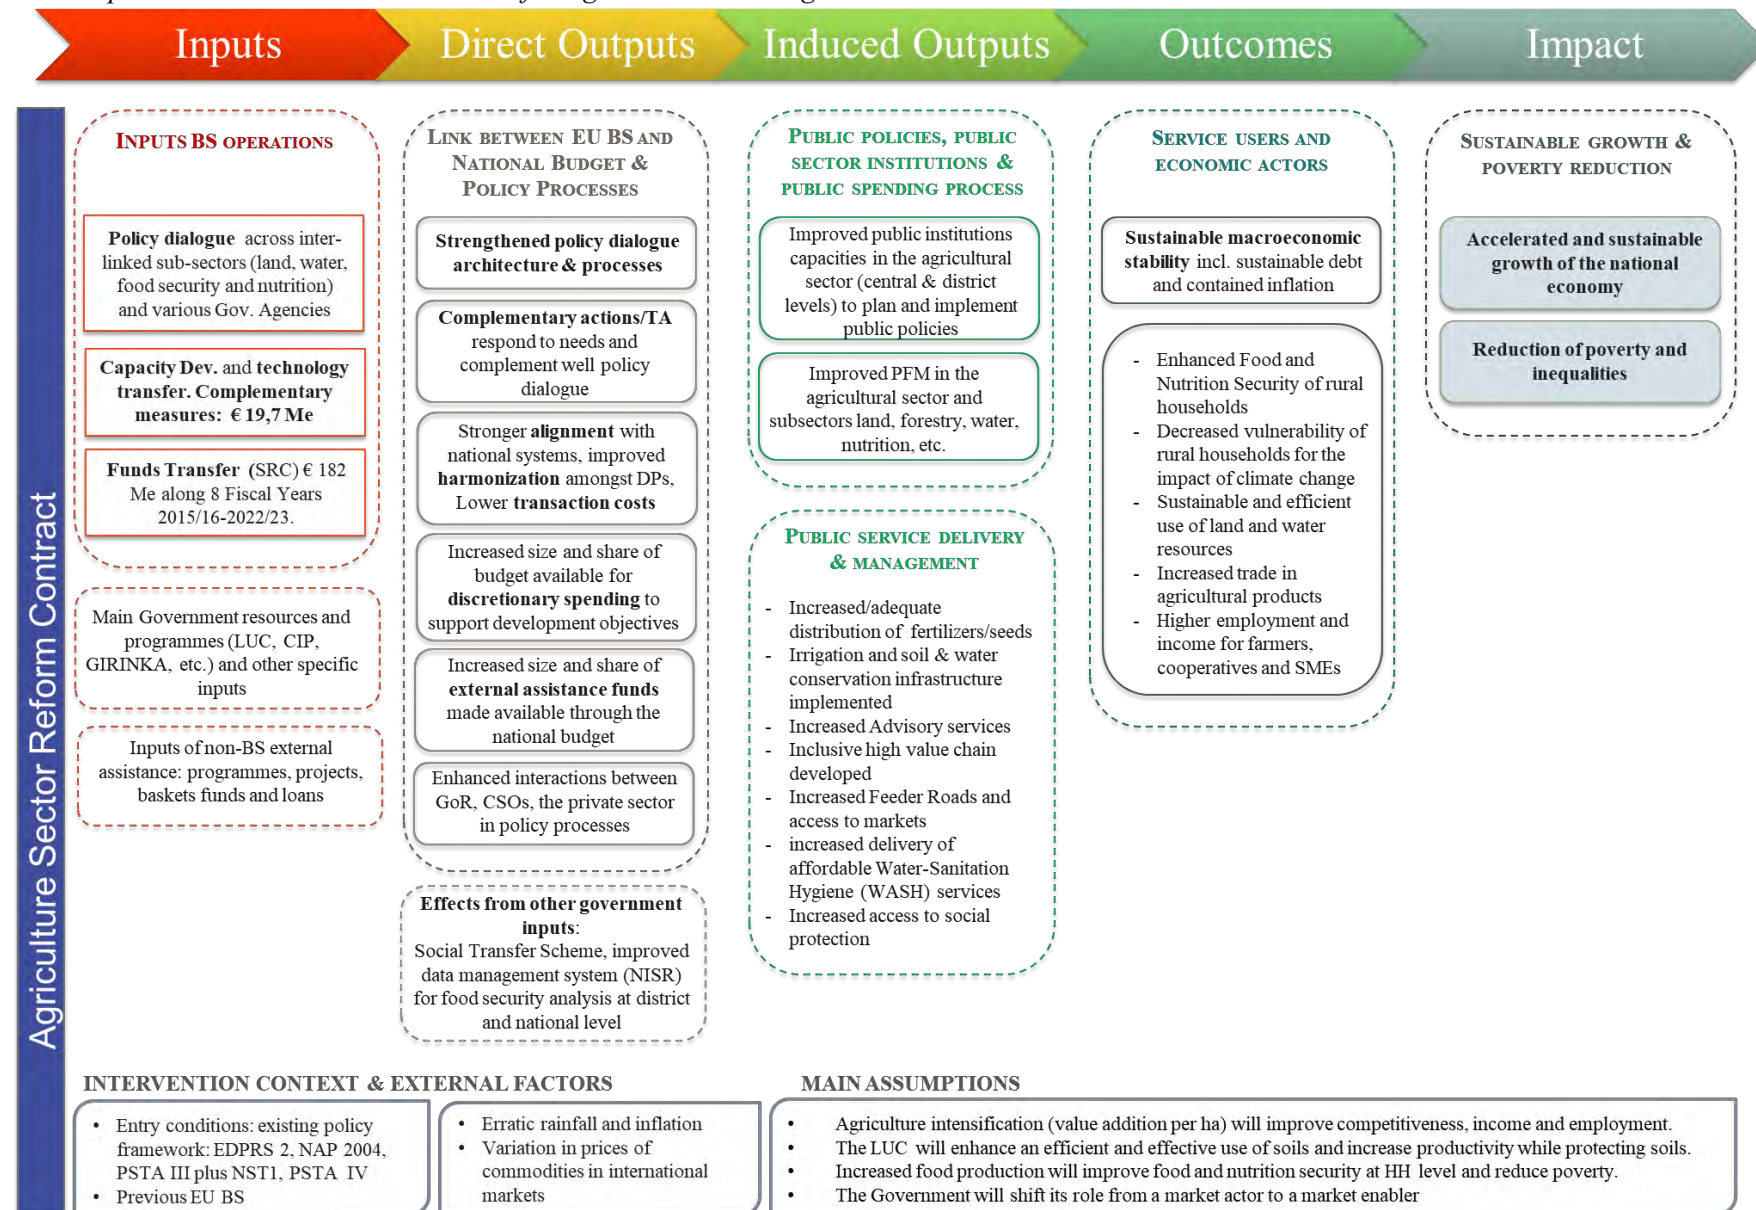 Inputs
Direct Outputs
Induced Outputs
Outcomes
Impact
Agriculture Sector Reform Contract
INPUTS BS OPERATIONS
Policy dialogue across inter-
linked sub-sectors (land, water,
food security and nutrition)
and various Gov. Agencies
Capacity Dev. and technology
transfer. Complementary
measures: € 19,7 Me
Funds Transfer (SRC) € 182
Me along 8 Fiscal Years
2015/16-2022/23.
Main Government resources and
programmes (LUC, CIP,
GIRINKA, etc.) and other specific
inputs
Inputs of non-BS external
assistance: programmes, projects,
baskets funds and loans
LINK BETWEEN EU BS AND
NATIONAL BUDGET &
POLICY PROCESSES
Strengthened policy dialogue
architecture & processes
Complementary actions/TA
respond to needs and
complement well policy
dialogue
Stronger alignment with
national systems, improved
harmonization amongst DPs,
Lower transaction costs
Increased size and share of
budget available for
discretionary spending to
support development objectives
Increased size and share of
external assistance funds
made available through the
national budget
Enhanced interactions between
GoR, CSOs, the private sector
in policy processes
Effects from other government
inputs:
Social Transfer Scheme, improved
data management system (NISR)
for food security analysis at district
and national level
PUBLIC POLICIES, PUBLIC
SECTOR INSTITUTIONS &
PUBLIC SPENDING PROCESS
Improved public institutions
capacities in the agricultural
sector (central & district
levels) to plan and implement
public policies
Improved PFM in the
agricultural sector and
subsectors land, forestry, water,
nutrition, etc.
PUBLIC SERVICE DELIVERY
& MANAGEMENT
- Increased/adequate
distribution of fertilizers/seeds
- Irrigation and soil & water
conservation infrastructure
implemented
- Increased Advisory services
- Inclusive high value chain
developed
- Increased Feeder Roads and
access to markets
- increased delivery of
affordable Water-Sanitation
Hygiene (WASH) services
- Increased access to social
protection
SERVICE USERS AND
ECONOMIC ACTORS
Sustainable macroeconomic
stability incl. sustainable debt
and contained inflation
- Enhanced Food and
Nutrition Security of rural
households
- Decreased vulnerability of
rural households for the
impact of climate change
- Sustainable and efficient
use of land and water
resources
- Increased trade in
agricultural products
- Higher employment and
income for farmers,
cooperatives and SMEs
SUSTAINABLE GROWTH &
POVERTY REDUCTION
Accelerated and sustainable
growth of the national
economy
Reduction of poverty and
inequalities
INTERVENTION CONTEXT & EXTERNAL FACTORS
• Entry conditions: existing policy
framework: EDPRS 2, NAP 2004,
PSTA III plus NST1, PSTA IV
• Previous EU BS
• Erratic rainfall and inflation
• Variation in prices of
commodities in international
markets
MAIN ASSUMPTIONS
• Agriculture intensification (value addition per ha) will improve competitiveness, income and employment.
• The LUC will enhance an efficient and effective use of soils and increase productivity while protecting soils.
• Increased food production will improve food and nutrition security at HH level and reduce poverty.
• The Government will shift its role from a market actor to a market enabler